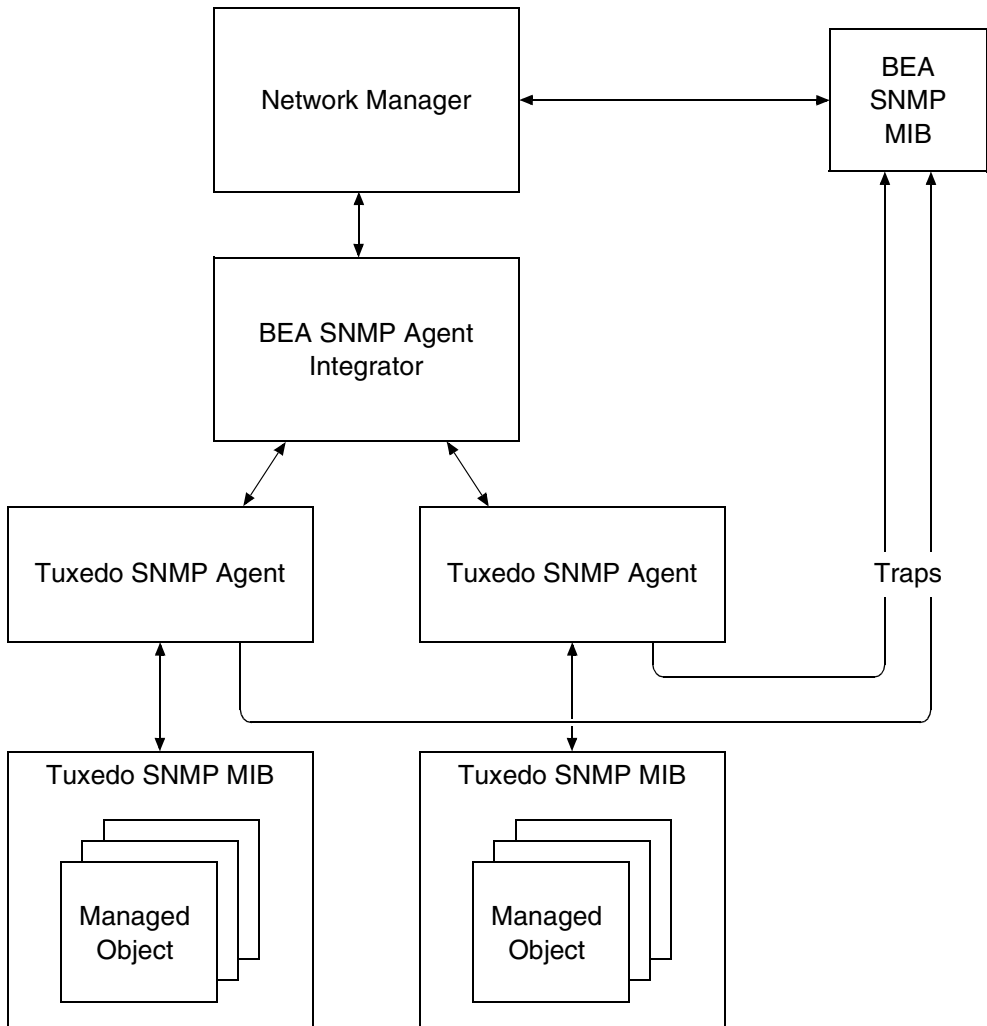 Network Manager
BEA
SNMP
MIB
BEA SNMP Agent
Integrator
Tuxedo SNMP Agent
Tuxedo SNMP Agent
Traps
Tuxedo SNMP MIB
Managed
Object
Tuxedo SNMP MIB
Managed
Object